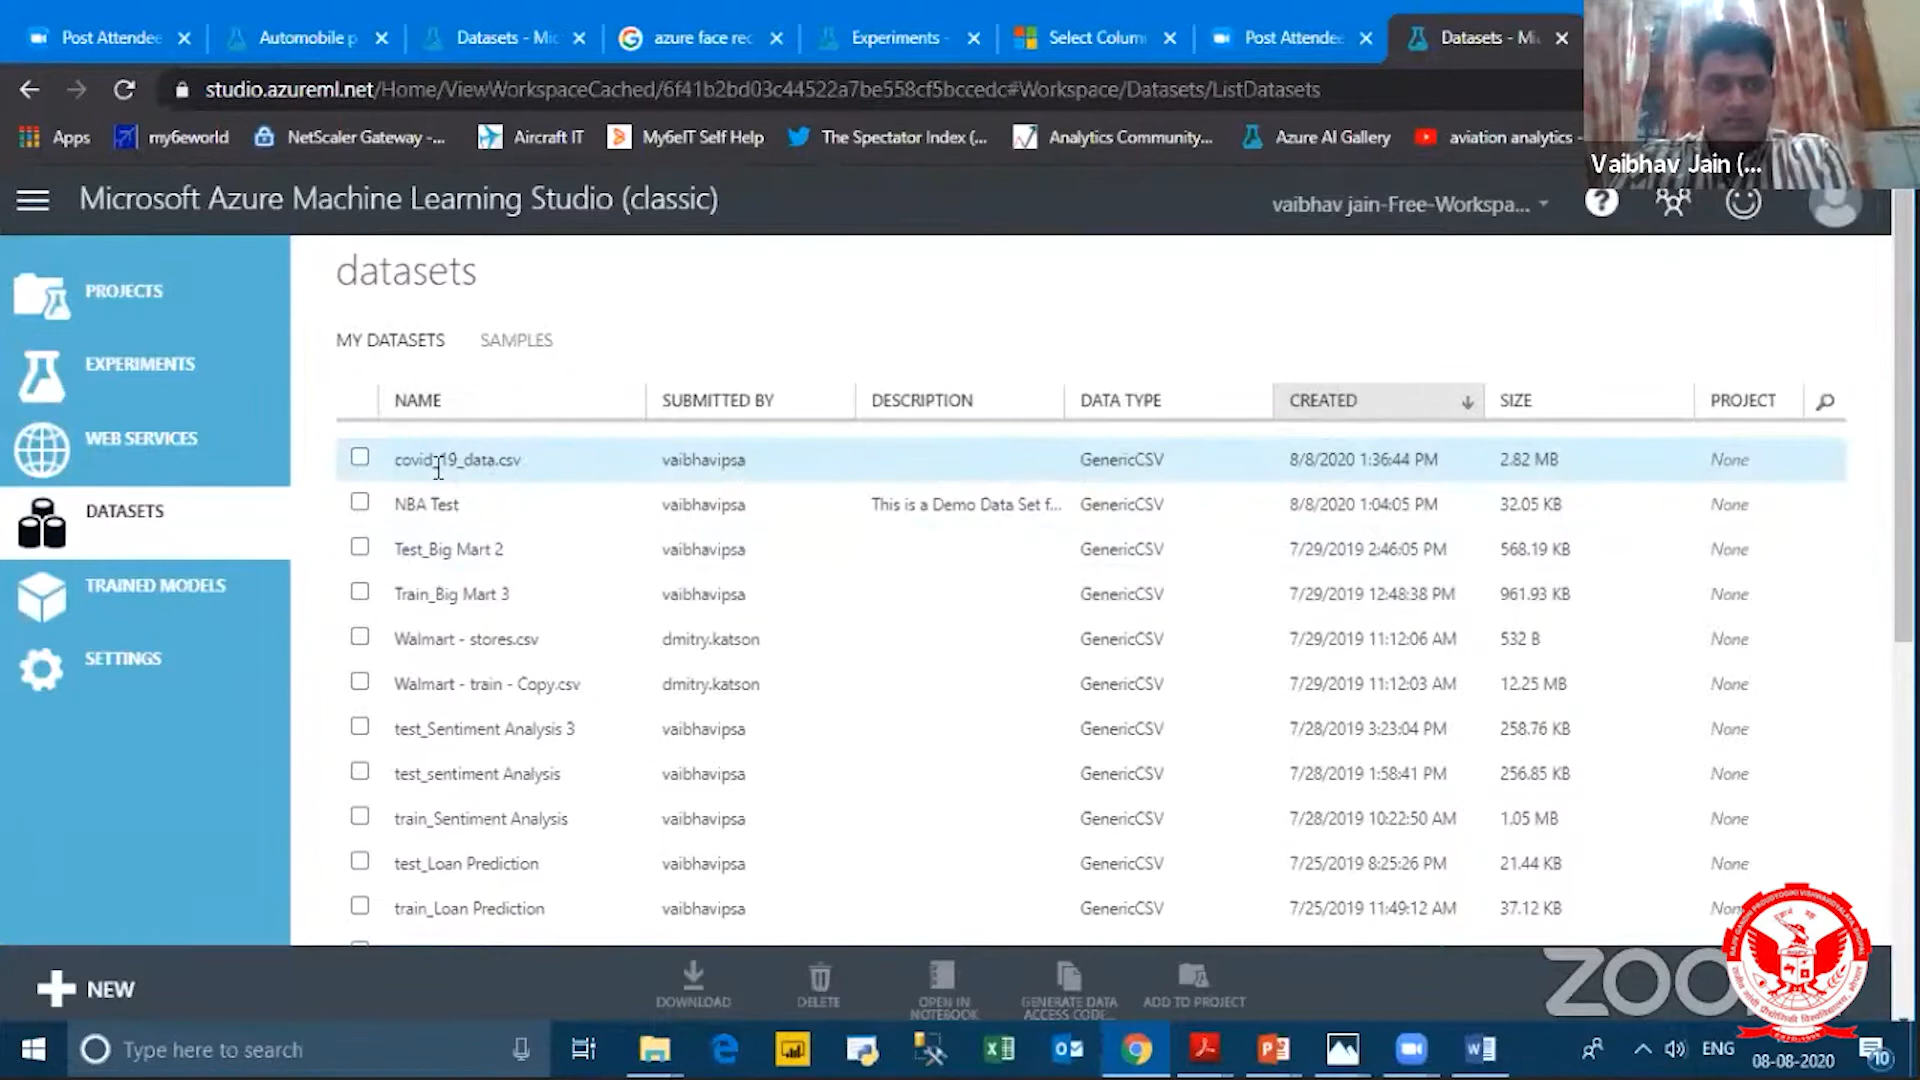 Post Attendee
Automobile p
Datasets - Mic
azure face rec
Experiments -
Select Colum
Post Attende
Datasets - Mi
studio.azureml.net/Home/ViewWorkspaceCached/6f41b2bd03c44522a7be558cf5bccedc#Workspace/Datasets/ListDatasets
Apps
my6eworld
NetScaler Gateway -...
Aircraft IT
My6eIT Self Help
The Spectator Index (...
Analytics Community...
Azure AI Gallery
aviation analytics -
Vaibhav Jain (...
Microsoft Azure Machine Learning Studio (classic)
vaibhav jain-Free-Workspa...
?
PROJECTS
EXPERIMENTS
WEB SERVICES
DATASETS
TRAINED MODELS
SETTINGS
datasets
MY DATASETS SAMPLES
NAME SUBMITTED BY DESCRIPTION DATA TYPE CREATED SIZE PROJECT
covid_19_data.csv vaibhavipsa GenericCSV 8/8/2020 1:36:44 PM 2.82 MB None
NBA Test vaibhavipsa This is a Demo Data Set f... GenericCSV 8/8/2020 1:04:05 PM 32.05 KB None
Test_Big Mart 2 vaibhavipsa GenericCSV 7/29/2019 2:46:05 PM 568.19 KB None
Train_Big Mart 3 vaibhavipsa GenericCSV 7/29/2019 12:48:38 PM 961.93 KB None
Walmart - stores.csv dmitry.katson GenericCSV 7/29/2019 11:12:06 AM 532 B None
Walmart - train - Copy.csv dmitry.katson GenericCSV 7/29/2019 11:12:03 AM 12.25 MB None
test_Sentiment Analysis 3 vaibhavipsa GenericCSV 7/28/2019 3:23:04 PM 258.76 KB None
test_sentiment Analysis vaibhavipsa GenericCSV 7/28/2019 1:58:41 PM 256.85 KB None
train_Sentiment Analysis vaibhavipsa GenericCSV 7/28/2019 10:22:50 AM 1.05 MB None
test_Loan Prediction vaibhavipsa GenericCSV 7/25/2019 8:25:26 PM 21.44 KB None
train_Loan Prediction vaibhavipsa GenericCSV 7/25/2019 11:49:12 AM 37.12 KB Non
NEW
DOWNLOAD
DELETE
OPEN IN NOTEBOOK
GENERATE DATA ACCESS CODE...
ADD TO PROJECT
ZOO
Type here to search
ENG
08-08-2020
10